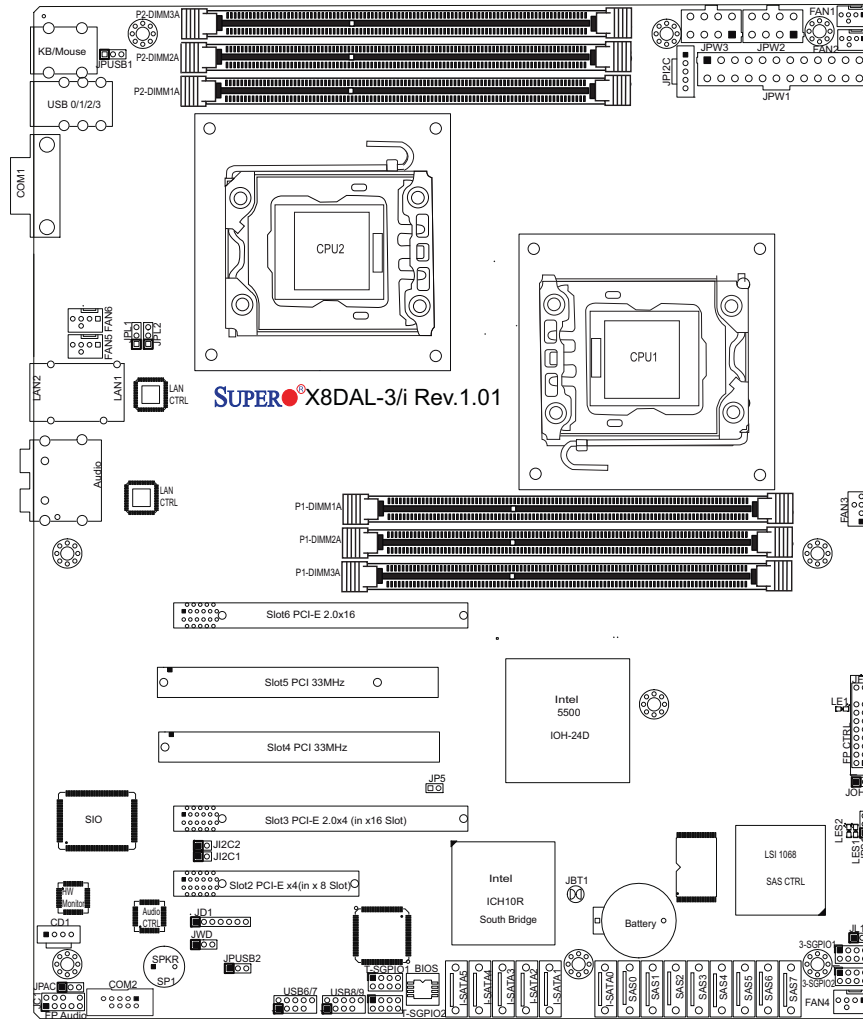 P2-DIMM3A
KB/Mouse
JPUSB1
P2-DIMM2A
P2-DIMM1A
USB 0/1/2/3
COM1
JPW3
JPW2
FAN1
FAN2
JPI2C
JPW1
CPU2
CPU1
FAN6
FAN5
JPL1
JPL2
LAN2
LAN1
LAN
CTRL
SUPER® X8DAL-3/i Rev.1.01
Audio
LAN
CTRL
P1-DIMM1A
P1-DIMM2A
P1-DIMM3A
FAN3
Slot6 PCI-E 2.0x16
Slot5 PCI 33MHz
Intel
5500
IOH-24D
LE1
FP CTRL
Slot4 PCI 33MHz
JP5
SIO
Slot3 PCI-E 2.0x4 (in x16 Slot)
JI2C2
JI2C1
LES2
LES1
LSI 1068
SAS CTRL
Intel
ICH10R
South Bridge
JBT1
Slot2 PCI-E x4(in x 8 Slot)
HW
Monitor
Audio
CTRL
JD1
CD1
JWD
Battery
JL1
3-SGPIO1
SPKR
SP1
JPUSB2
T-SGPIO1
BIOS
I-SATA5
I-SATA4
I-SATA3
I-SATA2
I-SATA1
I-SATA0
SAS0
SAS1
SAS2
SAS3
SAS4
SAS5
SAS6
SAS7
3-SGPIO2
FAN4
JPAC
COM2
FP Audio
USB6/7
USB8/9
T-SGPIO2